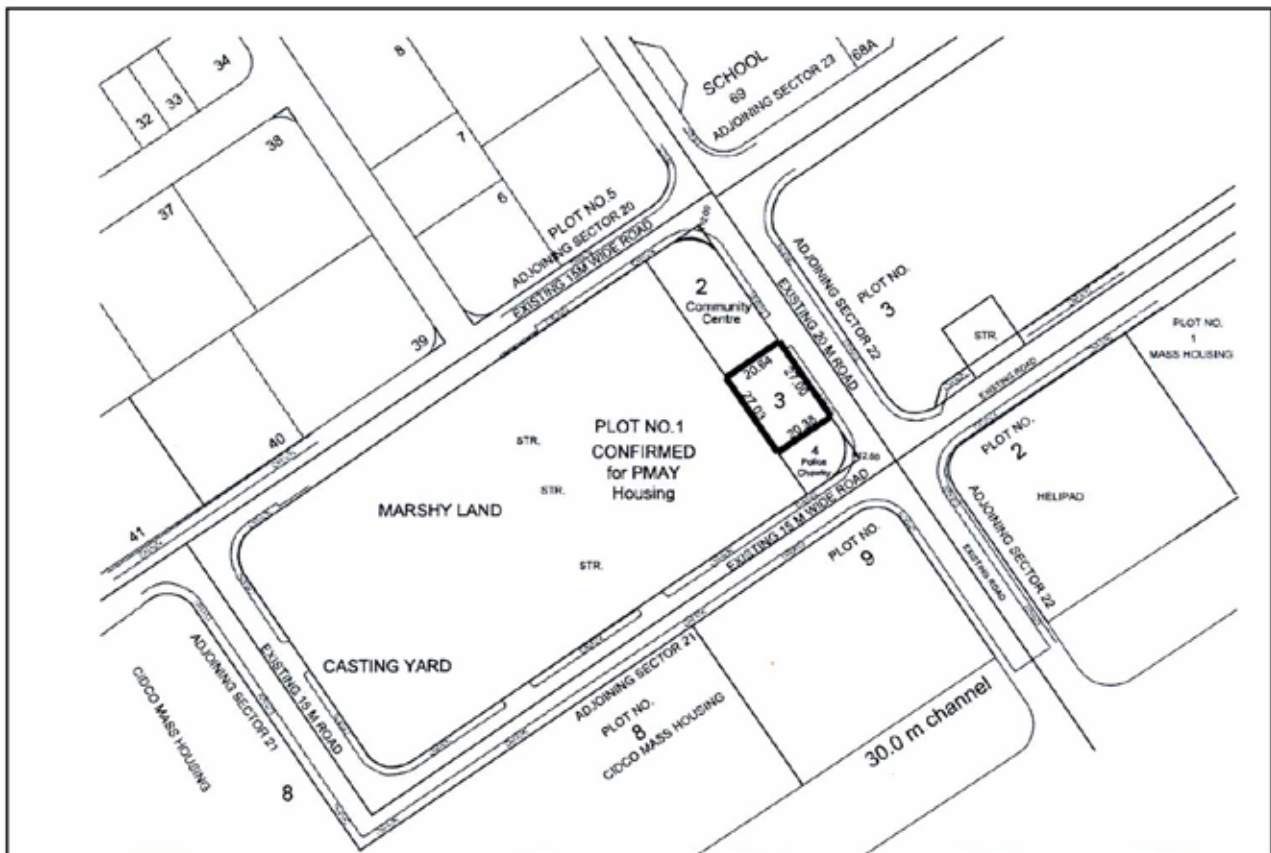 34
33
32
8
7
6
SCHOOL
69
68A
ADJOINING SECTOR 23
38
37
39
40
41
PLOT NO.5
ADJOINING SECTOR 20
EXISTING 15M WIDE ROAD
2
Community
Centre
EXISTING 20 M ROAD
ADJOINING SECTOR 22
PLOT NO.
3
STR.
EXISTING ROAD
PLOT NO.
1
MASS HOUSING
20.64
27.00
3
27.03
20.38
4
Police
Chowky
PLOT NO.1
CONFIRMED
for PMAY
Housing
STR.
STR.
STR.
MARSHY LAND
CASTING YARD
EXISTING 15 M WIDE ROAD
PLOT NO.
9
PLOT NO.
2
HELIPAD
ADJOINING SECTOR 22
EXISTING ROAD
EXISTING 15 M ROAD
ADJOINING SECTOR 21
CIDCO MASS HOUSING
8
ADJOINING SECTOR 21
PLOT NO.
8
CIDCO MASS HOUSING
30.0 m channel